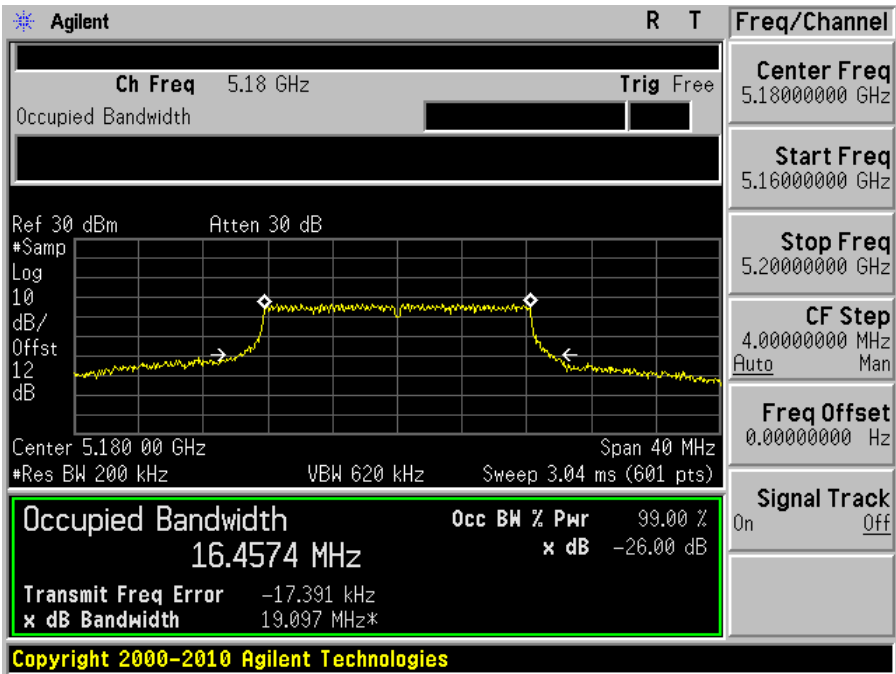 Agilent R T Freq/Channel
Ch Freq 5.18 GHz Trig Free
Occupied Bandwidth
Center Freq
5.18000000 GHz
Start Freq
5.16000000 GHz
Stop Freq
5.20000000 GHz
CF Step
4.00000000 MHz
Auto Man
Freq Offset
0.00000000 Hz
Signal Track
On Off
Ref 30 dBm Atten 30 dB
#Samp
Log
10
dB/
Offst
12
dB
Center 5.180 00 GHz Span 40 MHz
#Res BW 200 kHz VBW 620 kHz Sweep 3.04 ms (601 pts)
Occupied Bandwidth Occ BW % Pwr 99.00 %
16.4574 MHz x dB -26.00 dB
Transmit Freq Error -17.391 kHz
x dB Bandwidth 19.097 MHz*
Copyright 2000-2010 Agilent Technologies